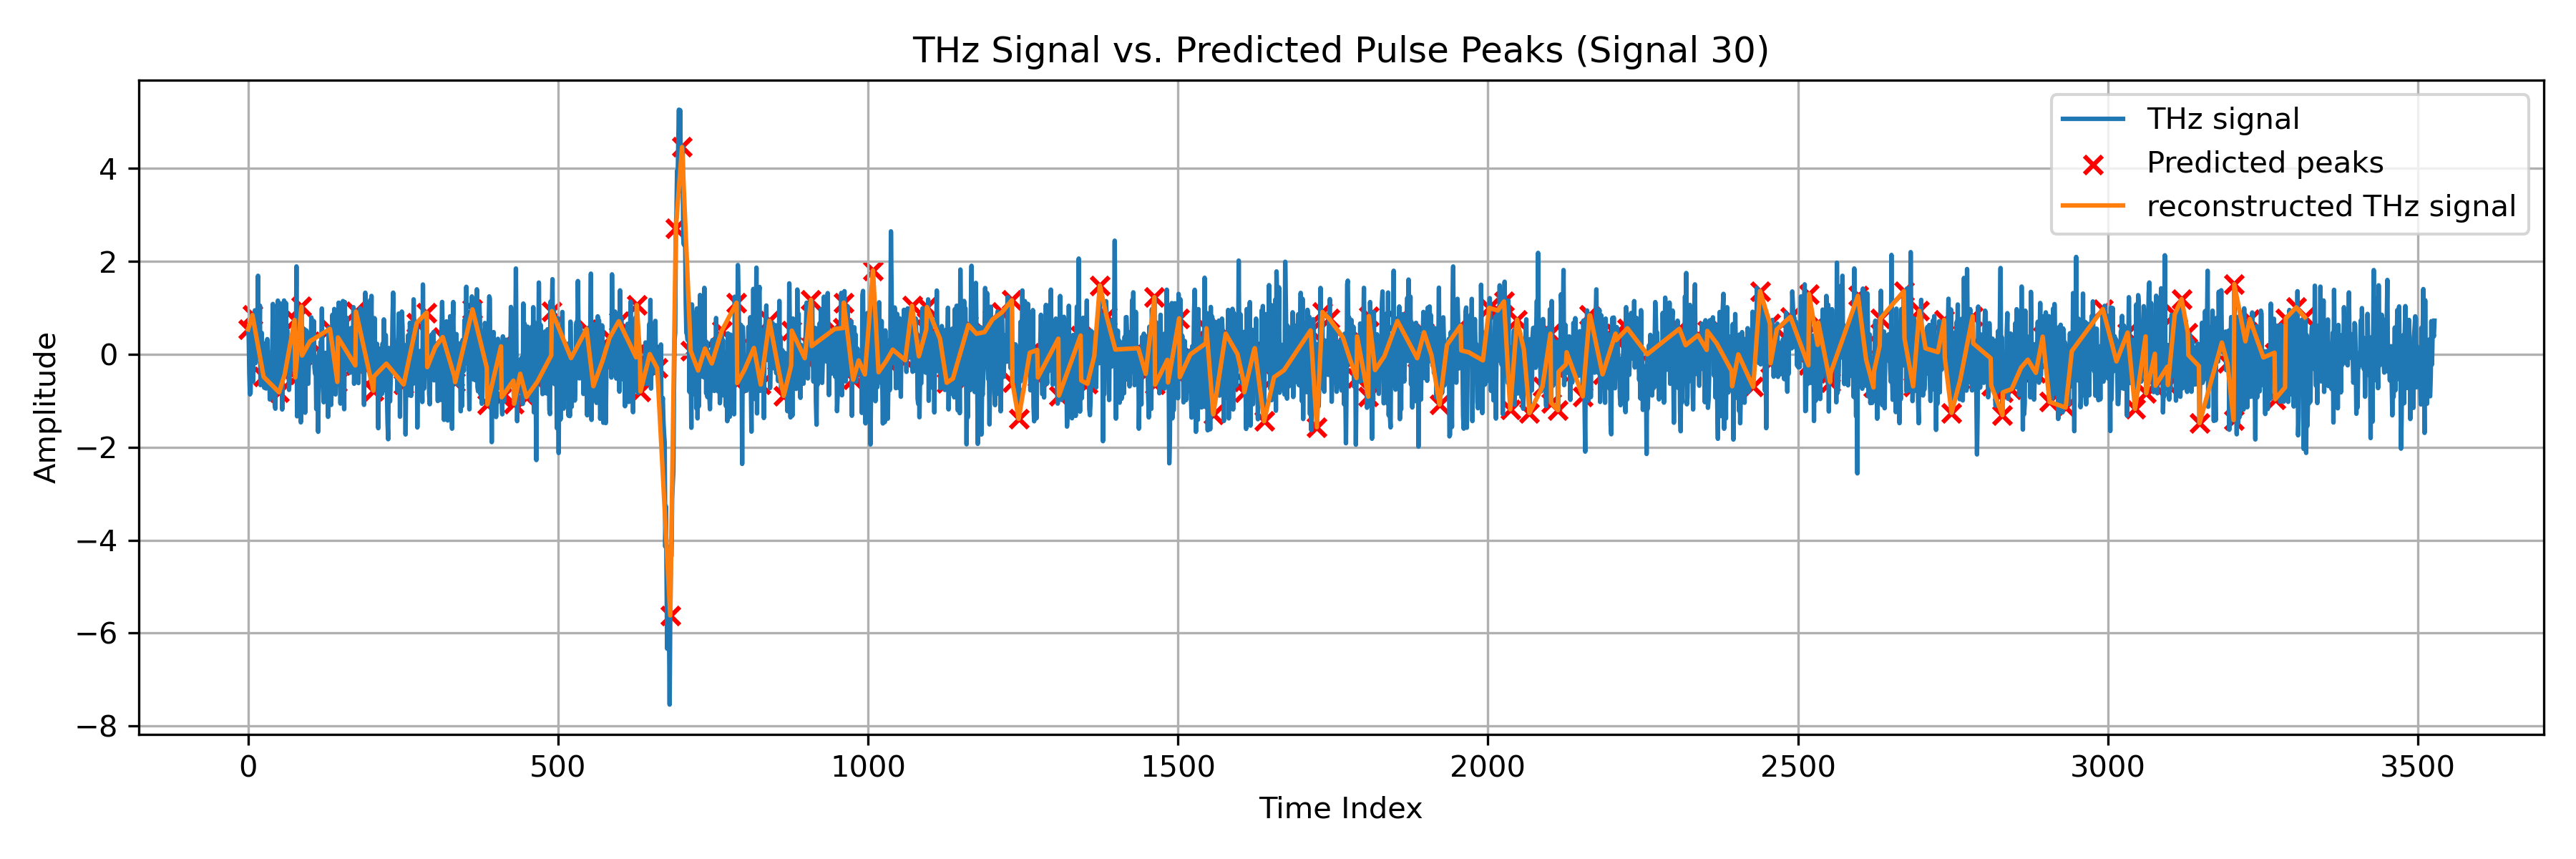 THz Signal vs. Predicted Pulse Peaks (Signal 30)
THz signal
Predicted peaks
reconstructed THz signal
Amplitude
4
2
0
−2
−4
−6
−8
0 500 1000 1500 2000 2500 3000 3500
Time Index